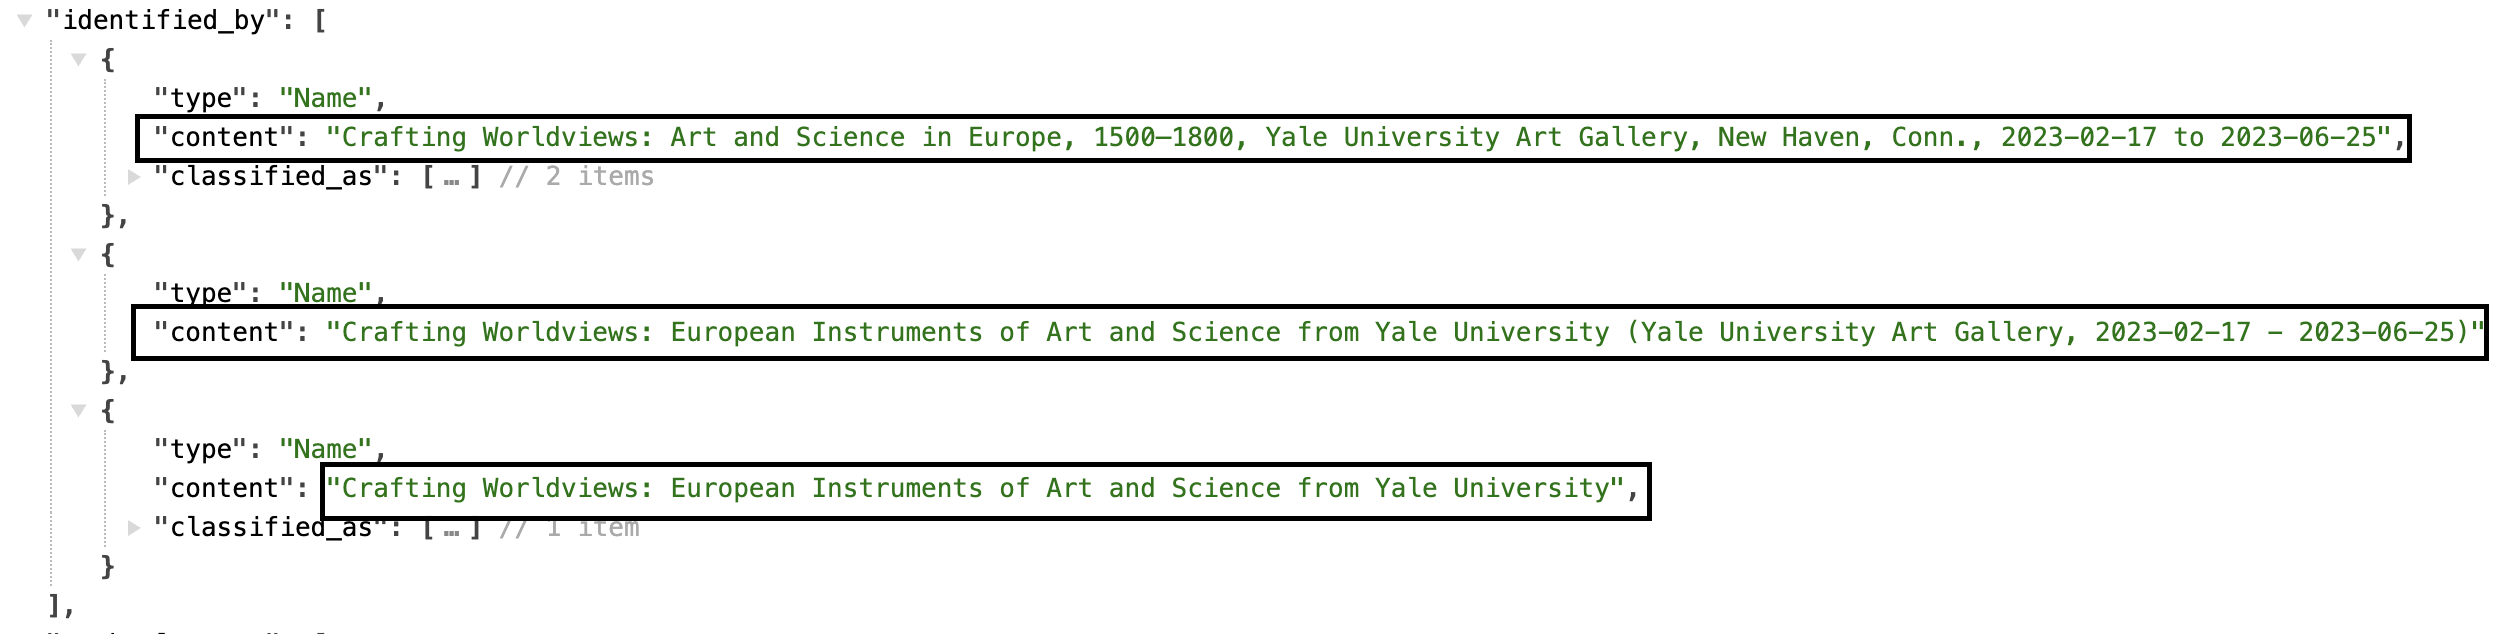 "identified_by": [
{
"type": "Name",
"content": "Crafting Worldviews: Art and Science in Europe, 1500–1800, Yale University Art Gallery, New Haven, Conn., 2023-02-17 to 2023-06-25",
"classified_as": [ … ] // 2 items
},
{
"type": "Name",
"content": "Crafting Worldviews: European Instruments of Art and Science from Yale University (Yale University Art Gallery, 2023-02-17 - 2023-06-25)"
},
{
"type": "Name",
"content": "Crafting Worldviews: European Instruments of Art and Science from Yale University",
"classified_as": [ … ] // 1 item
}
],